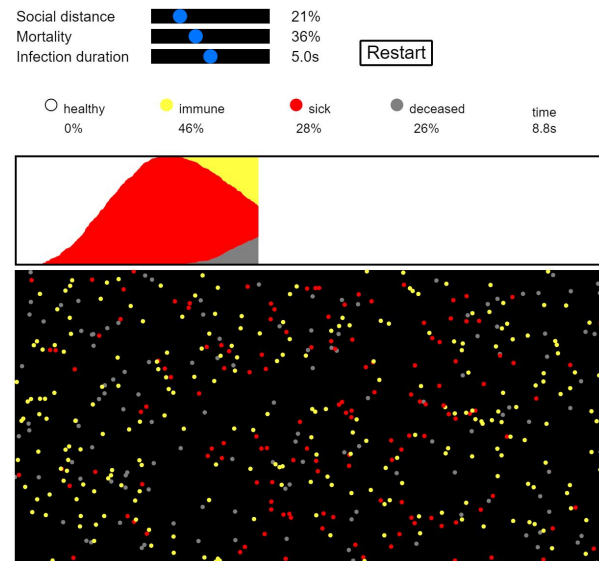 Social distance 21%
Mortality 36%
Infection duration 5.0s Restart
healthy immune sick deceased time
0% 46% 28% 26% 8.8s